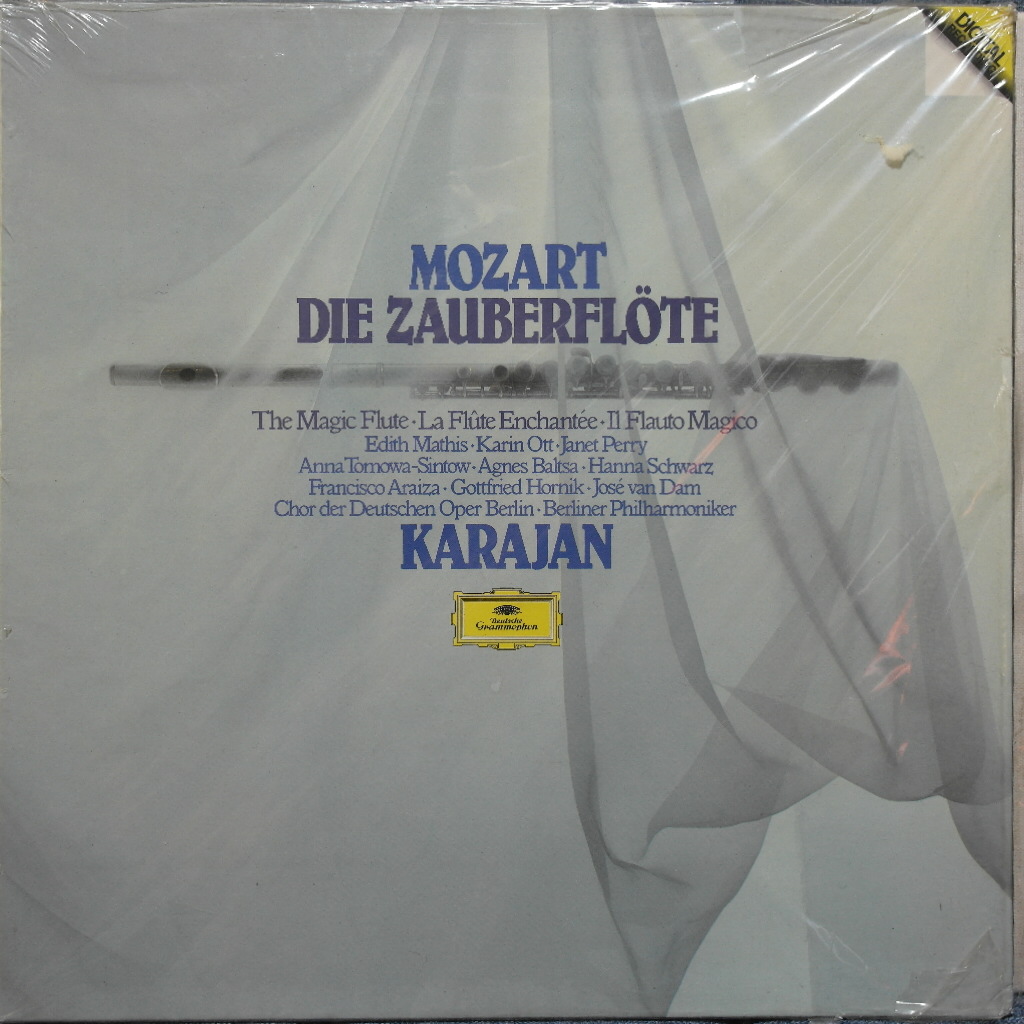 DIGITAL
RECORDING
MOZART
DIE ZAUBERFLÖTE
The Magic Flute · La Flûte Enchantée · Il Flauto Magico
Edith Mathis · Karin Ott · Janet Perry
Anna Tomowa-Sintow · Agnes Baltsa · Hanna Schwarz
Francisco Araiza · Gottfried Hornik · José van Dam
Chor der Deutschen Oper Berlin · Berliner Philharmoniker
KARAJAN
Deutsche
Grammophon